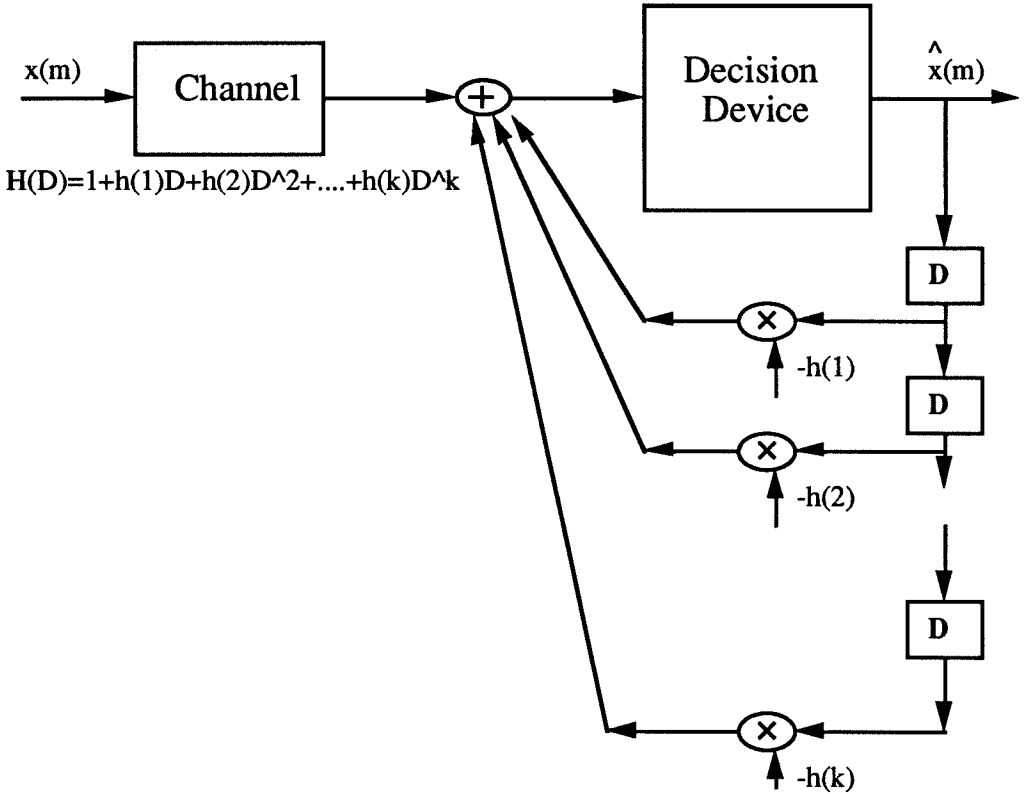 x(m)
Channel
+
Decision
Device
^
x(m)
H(D)=1+h(1)D+h(2)D^2+....+h(k)D^k
D
×
-h(1)
D
×
-h(2)
D
×
-h(k)